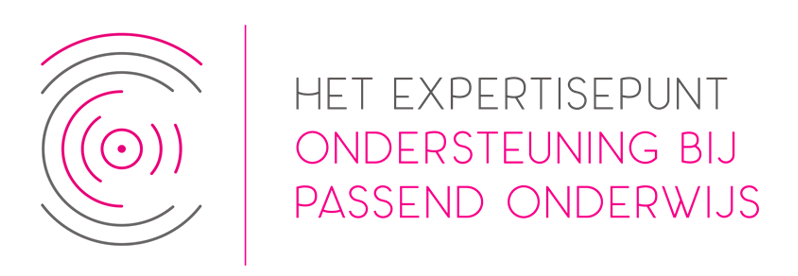 HET EXPERTISEPUNT
ONDERSTEUNING BIJ
PASSEND ONDERWIJS